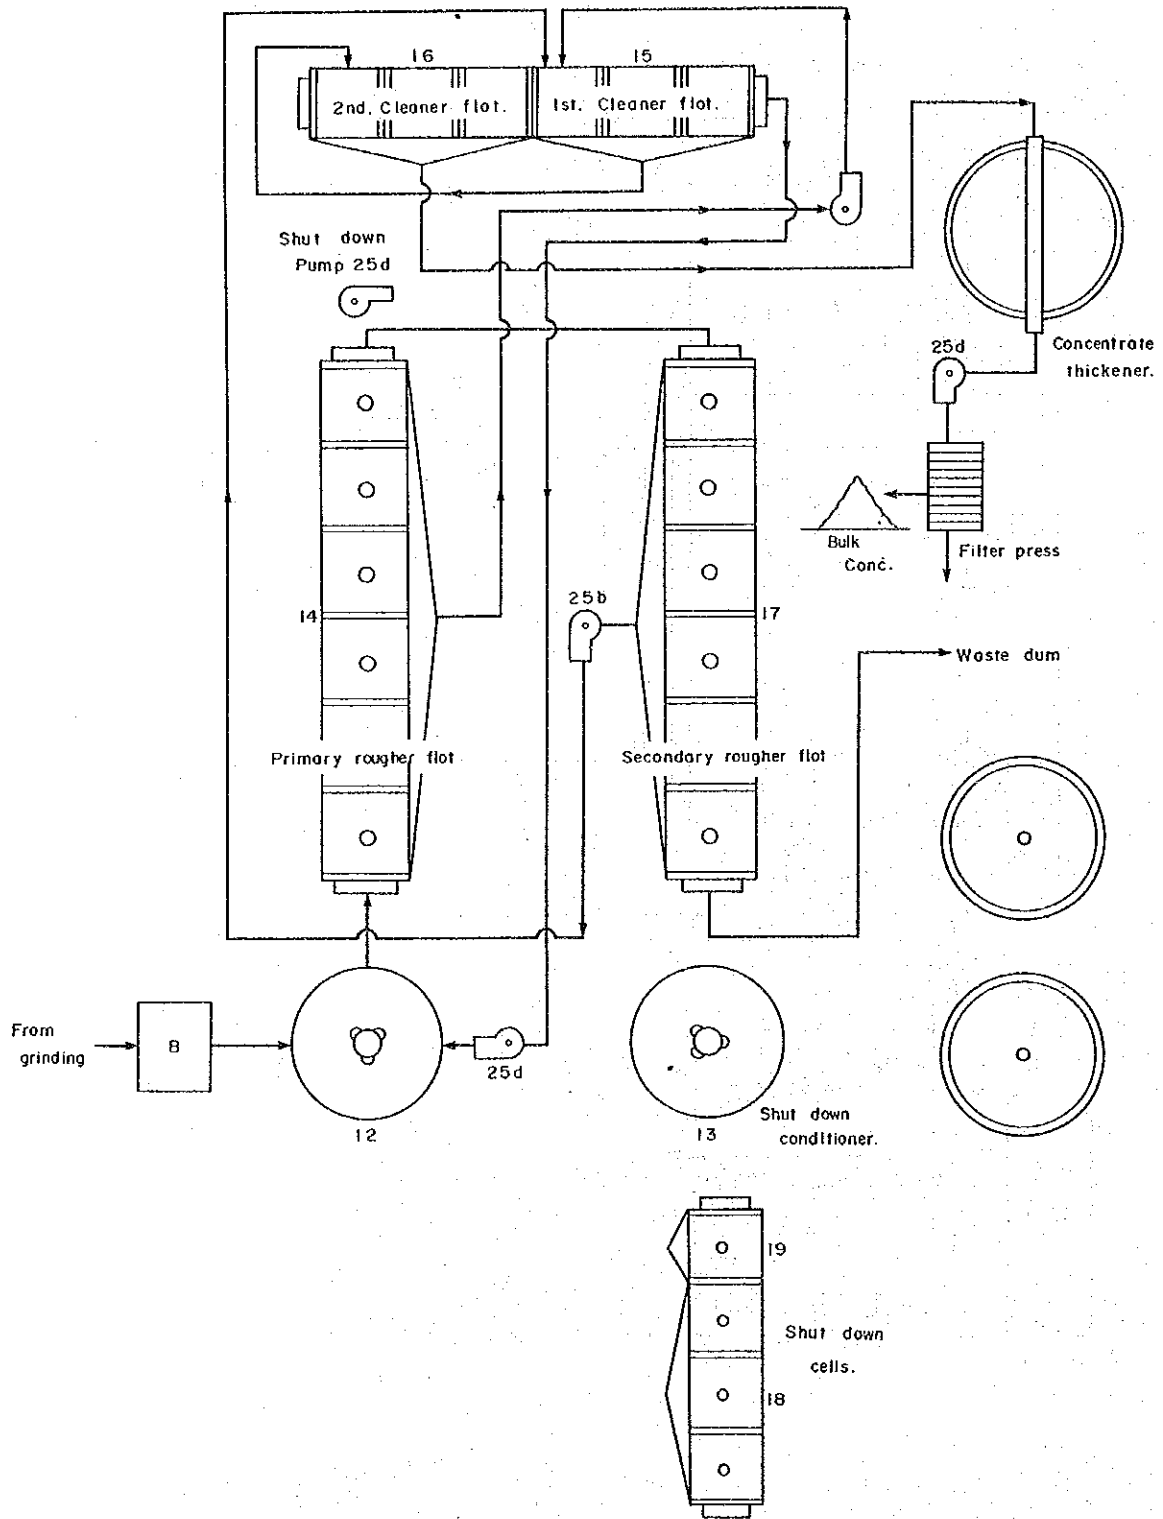 16
15
2nd. Cleaner flot.
1st. Cleaner flot.
Shut down
Pump 25d
Concentrate
thickener.
25d
Bulk
Conc.
Filter press
25b
14
17
Waste dum
Primary rougher flot
Secondary rougher flot
From
grinding
8
25d
12
13
Shut down
conditioner.
19
Shut down
cells.
18